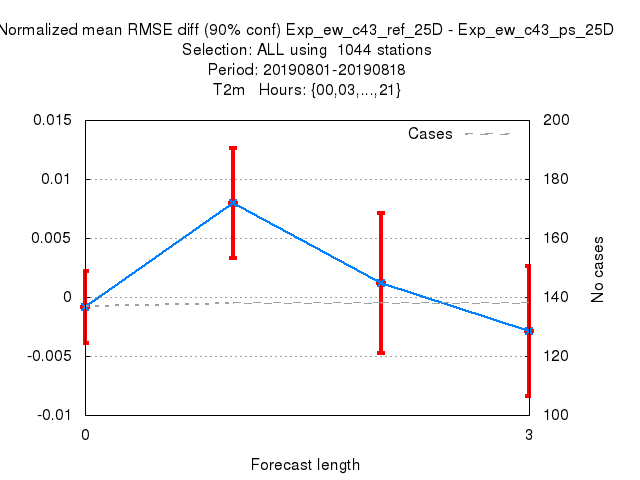 Normalized mean RMSE diff (90% conf) Exp_ew_c43_ref_25D - Exp_ew_c43_ps_25D
Selection: ALL using  1044 stations
Period: 20190801-20190818
T2m   Hours: {00,03,...,21}
0.015
0.01
0.005
0
-0.005
-0.01
Cases
200
180
160
140
120
100
No cases
0
3
Forecast length